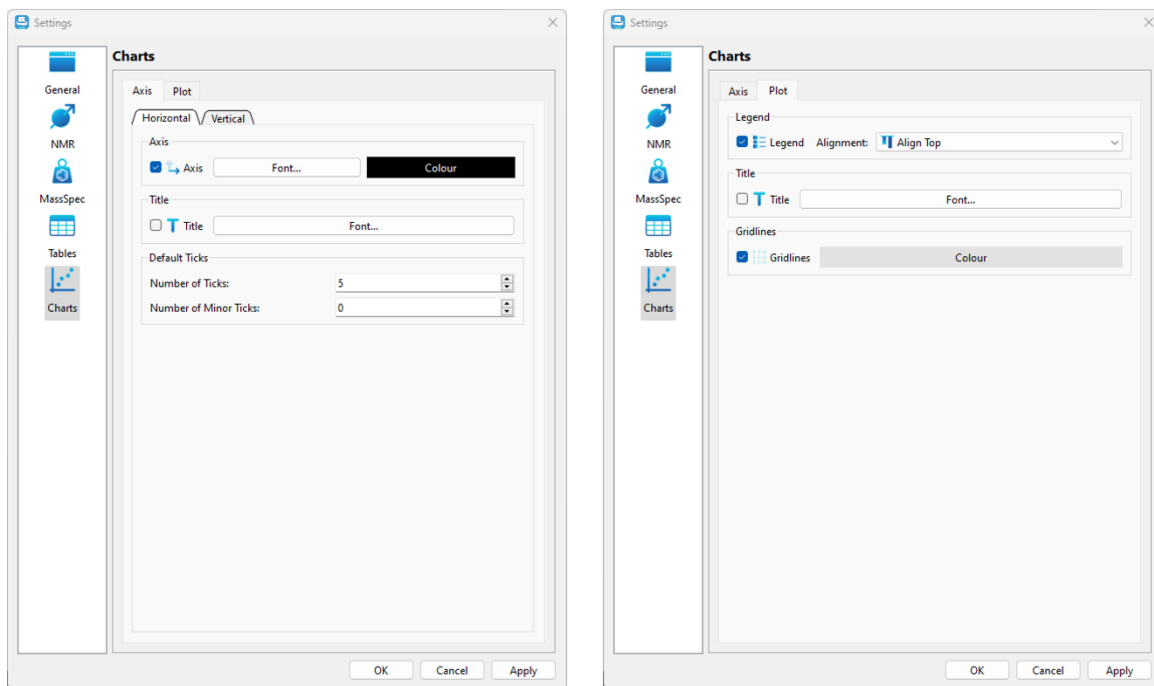 Settings
Charts
General
NMR
MassSpec
Tables
Charts
Axis Plot
Horizontal Vertical
Axis
Axis Font... Colour
Title
Title Font...
Default Ticks
Number of Ticks: 5
Number of Minor Ticks: 0
OK Cancel Apply
Settings
Charts
General
NMR
MassSpec
Tables
Charts
Axis Plot
Legend
Legend Alignment: Align Top
Title
Title Font...
Gridlines
Gridlines Colour
OK Cancel Apply